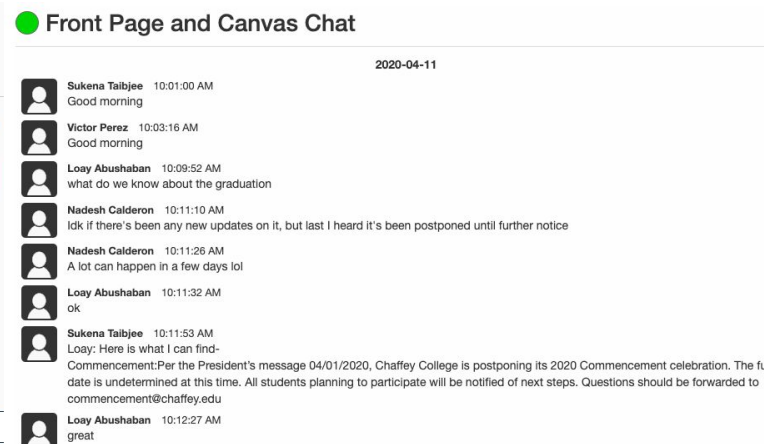 Front Page and Canvas Chat
2020-04-11
Sukena Taibjee 10:01:00 AM
Good morning
Victor Perez 10:03:16 AM
Good morning
Loay Abushaban 10:09:52 AM
what do we know about the graduation
Nadesh Calderon 10:11:10 AM
Idk if there's been any new updates on it, but last I heard it's been postponed until further notice
Nadesh Calderon 10:11:26 AM
A lot can happen in a few days lol
Loay Abushaban 10:11:32 AM
ok
Sukena Taibjee 10:11:53 AM
Loay: Here is what I can find-
Commencement:Per the President's message 04/01/2020, Chaffey College is postponing its 2020 Commencement celebration. The
date is undetermined at this time. All students planning to participate will be notified of next steps. Questions should be forwarded to
commencement@chaffey.edu
Loay Abushaban 10:12:27 AM
great